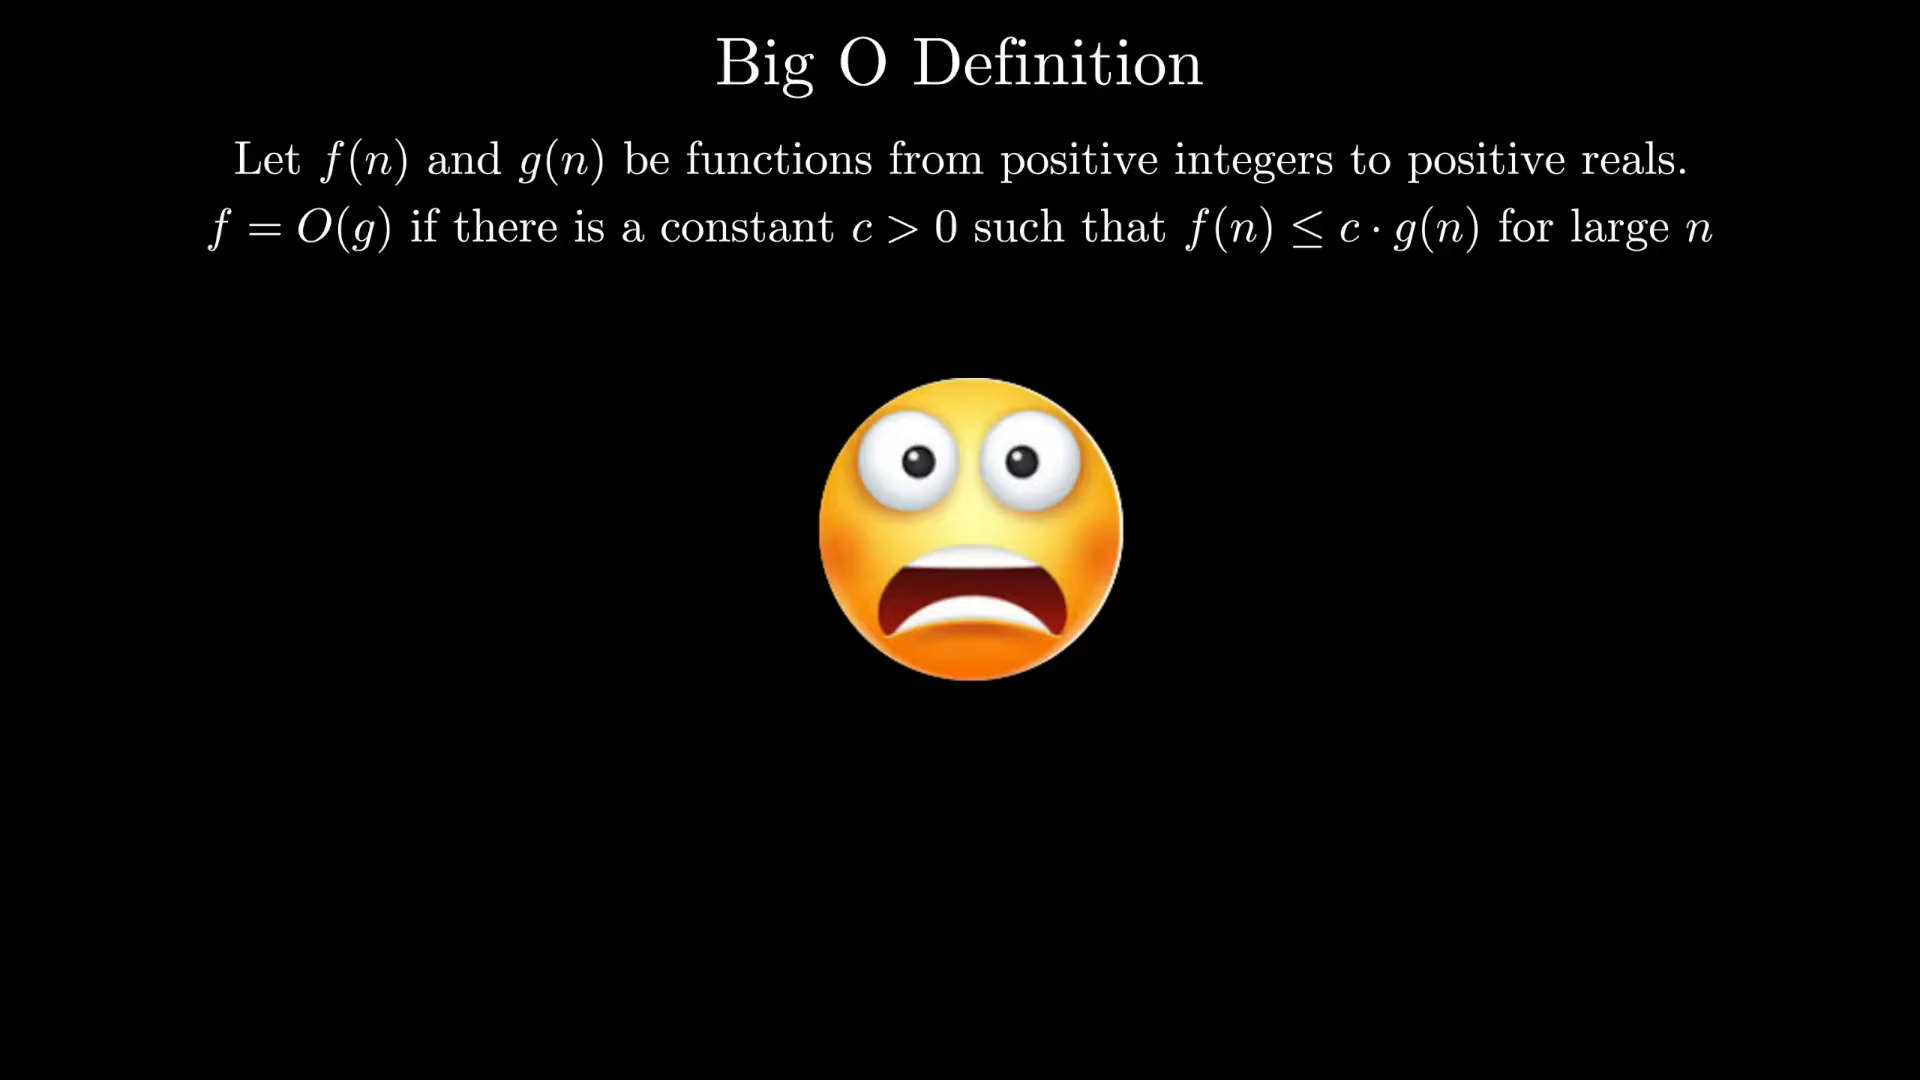 Big O Definition
Let f(n) and g(n) be functions from positive integers to positive reals.
f = O(g) if there is a constant c > 0 such that f(n) ≤ c · g(n) for large n